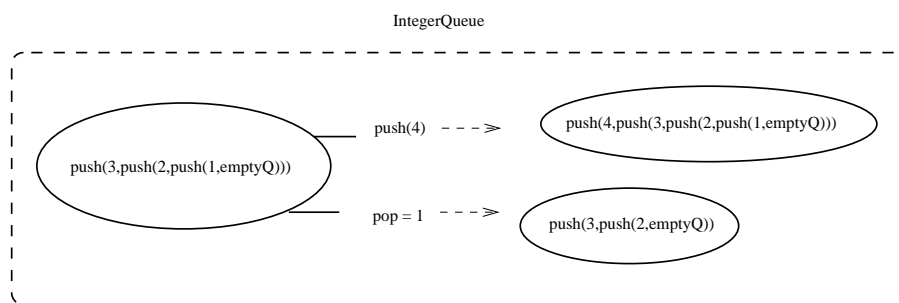 IntegerQueue
push(4)
push(4,push(3,push(2,push(1,emptyQ))))
push(3,push(2,push(1,emptyQ)))
pop = 1
push(3,push(2,emptyQ))